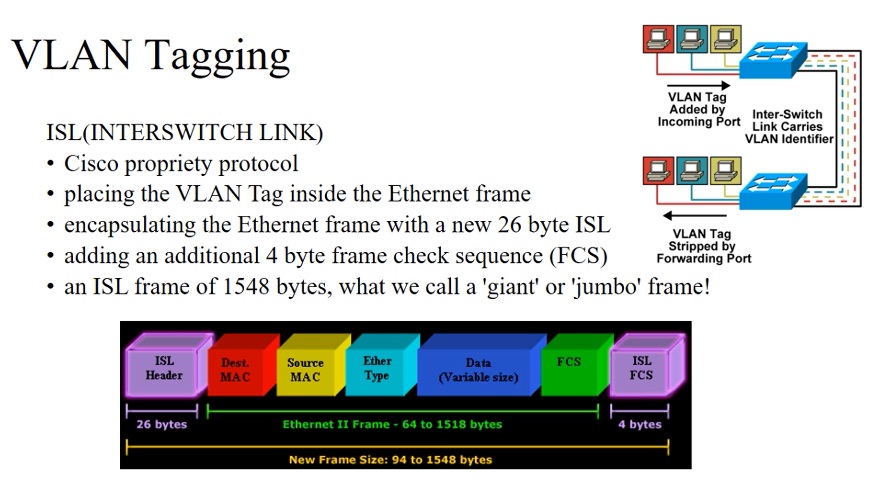 VLAN Tagging
ISL(INTERSWITCH LINK)
• Cisco propriety protocol
• placing the VLAN Tag inside the Ethernet frame
• encapsulating the Ethernet frame with a new 26 byte ISL
• adding an additional 4 byte frame check sequence (FCS)
• an ISL frame of 1548 bytes, what we call a 'giant' or 'jumbo' frame!
VLAN Tag
Added by
Incoming Port
Inter-Switch
Link Carries
VLAN Identifier
VLAN Tag
Stripped by
Forwarding Port
ISL
Header
Dest.
MAC
Source
MAC
Ether
Type
Data
(Variable size)
FCS
ISL
FCS
26 bytes
Ethernet II Frame - 64 to 1518 bytes
4 bytes
New Frame Size: 94 to 1548 bytes